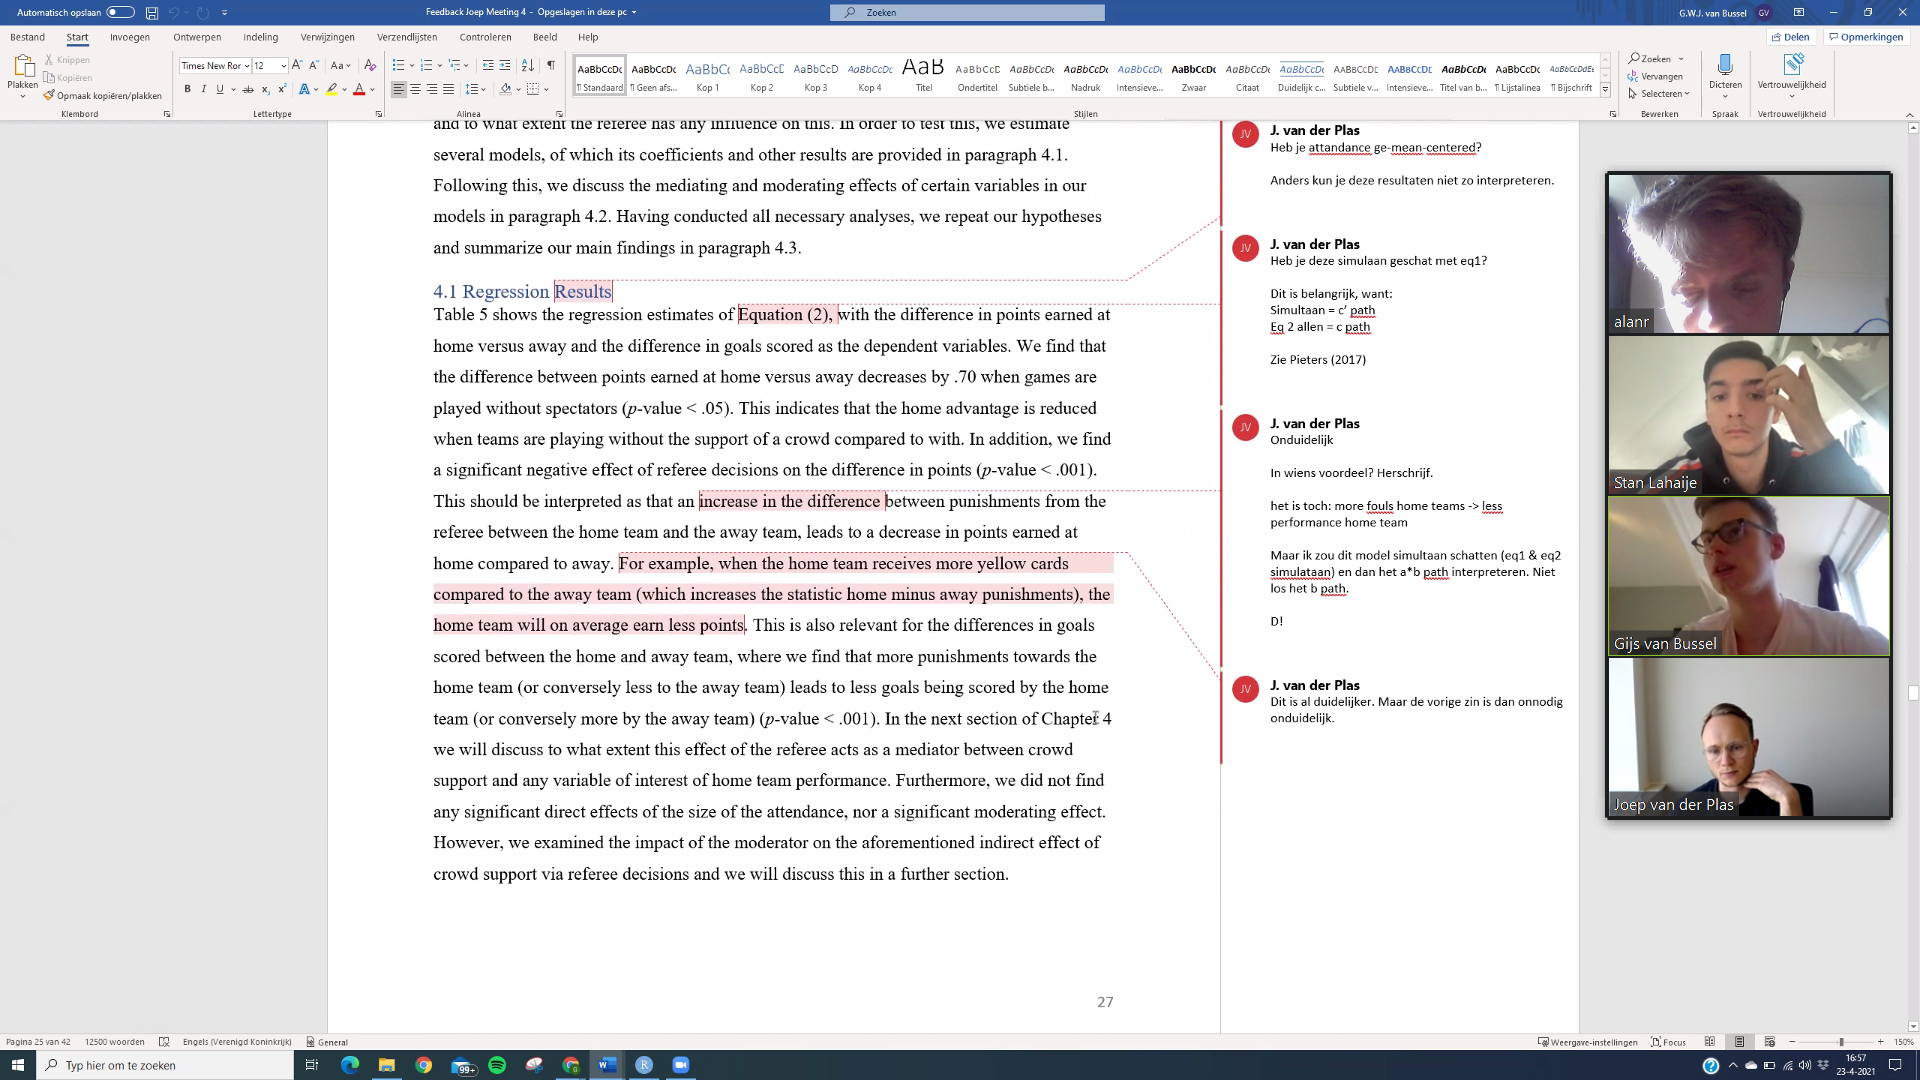 Automatisch opslaan
Feedback Joep Meeting 4 - Opgeslagen in deze pc
Zoeken
G.W.J. van Bussel
GV
Bestand
Start
Invoegen
Ontwerpen
Indeling
Verwijzingen
Verzendlijsten
Controleren
Beeld
Help
Delen
Opmerkingen
Plakken
Knippen
Kopiëren
Opmaak kopiëren/plakken
Klembord
Times New Ror
12
Lettertype
Alinea
AaBbCcDc
¶ Standaard
AaBbCcDc
¶ Geen afs...
AaBbC(
Kop 1
AaBbCcE
Kop 2
AaBbCcD
Kop 3
AaBbCcDc
Kop 4
AaB
Titel
AaBbCcD
Ondertitel
AaBbCcDc
Subtiele b...
AaBbCcDc
Nadruk
AaBbCcDc
Intensieve...
AaBbCcDc
Zwaar
AaBbCcDc
Citaat
AaBbCcDc
Duidelijk c...
AABBCCDE
Subtiele v...
AABBCCDE
Intensieve...
AaBbCcDc
Titel van b...
AaBbCcDc
¶ Lijstalinea
AaBbCcDdEe
¶ Bijschrift
Stijlen
Zoeken
Vervangen
Selecteren
Bewerken
Dicteren
Spraak
Vertrouwelijkheid
Vertrouwelijkheid
and to what extent the referee has any influence on this. In order to test this, we estimate
several models, of which its coefficients and other results are provided in paragraph 4.1.
Following this, we discuss the mediating and moderating effects of certain variables in our
models in paragraph 4.2. Having conducted all necessary analyses, we repeat our hypotheses
and summarize our main findings in paragraph 4.3.
4.1 Regression Results
Table 5 shows the regression estimates of Equation (2), with the difference in points earned at
home versus away and the difference in goals scored as the dependent variables. We find that
the difference between points earned at home versus away decreases by .70 when games are
played without spectators (p-value < .05). This indicates that the home advantage is reduced
when teams are playing without the support of a crowd compared to with. In addition, we find
a significant negative effect of referee decisions on the difference in points (p-value < .001).
This should be interpreted as that an increase in the difference between punishments from the
referee between the home team and the away team, leads to a decrease in points earned at
home compared to away. For example, when the home team receives more yellow cards
compared to the away team (which increases the statistic home minus away punishments), the
home team will on average earn less points. This is also relevant for the differences in goals
scored between the home and away team, where we find that more punishments towards the
home team (or conversely less to the away team) leads to less goals being scored by the home
team (or conversely more by the away team) (p-value < .001). In the next section of Chapter 4
we will discuss to what extent this effect of the referee acts as a mediator between crowd
support and any variable of interest of home team performance. Furthermore, we did not find
any significant direct effects of the size of the attendance, nor a significant moderating effect.
However, we examined the impact of the moderator on the aforementioned indirect effect of
crowd support via referee decisions and we will discuss this in a further section.
27
JV
J. van der Plas
Heb je attandance ge-mean-centered?
Anders kun je deze resultaten niet zo interpreteren.
JV
J. van der Plas
Heb je deze simulaan geschat met eq1?
Dit is belangrijk, want:
Simultaan = c' path
Eq 2 allen = c path
Zie Pieters (2017)
JV
J. van der Plas
Onduidelijk
In wiens voordeel? Herschrijf.
het is toch: more fouls home teams -> less
performance home team
Maar ik zou dit model simultaan schatten (eq1 & eq2
simulataan) en dan het a*b path interpreteren. Niet
los het b path.
D!
JV
J. van der Plas
Dit is al duidelijker. Maar de vorige zin is dan onnodig
onduidelijk.
alanr
Stan Lahaije
Gijs van Bussel
Joep van der Plas
Pagina 25 van 42
12500 woorden
Engels (Verenigd Koninkrijk)
General
Weergave-instellingen
Focus
150%
Typ hier om te zoeken
99+
16:57
23-4-2021